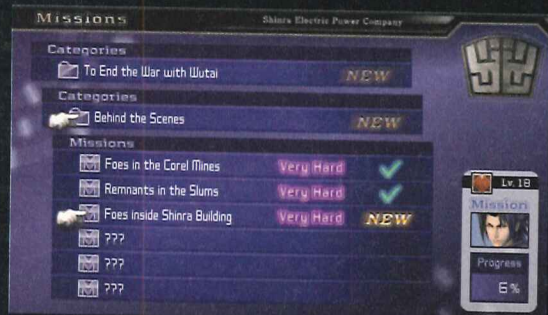 Missions
Shinra Electric Power Company
Categories
To End the War with Wutai NEW
Categories
Behind the Scenes NEW
Missions
Foes in the Corel Mines Very Hard
Remnants in the Slums Very Hard
Foes inside Shinra Building Very Hard NEW
???
???
???
Lv. 18
Mission
Progress
6%